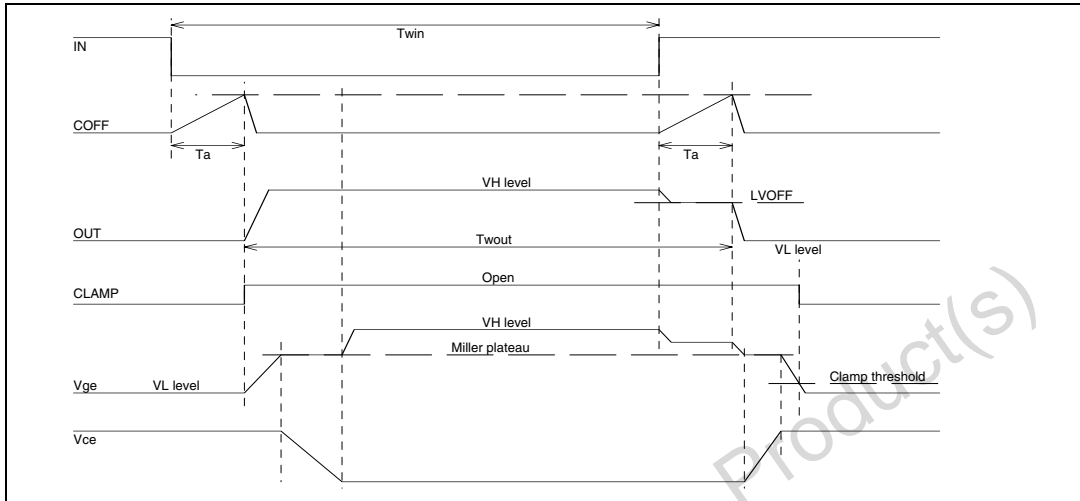 Twin
IN
COFF
Ta
Ta
VH level
LVOFF
OUT
Twout
VL level
Open
CLAMP
VH level
Miller plateau
Vge
VL level
Clamp threshold
Vce
Product(s)